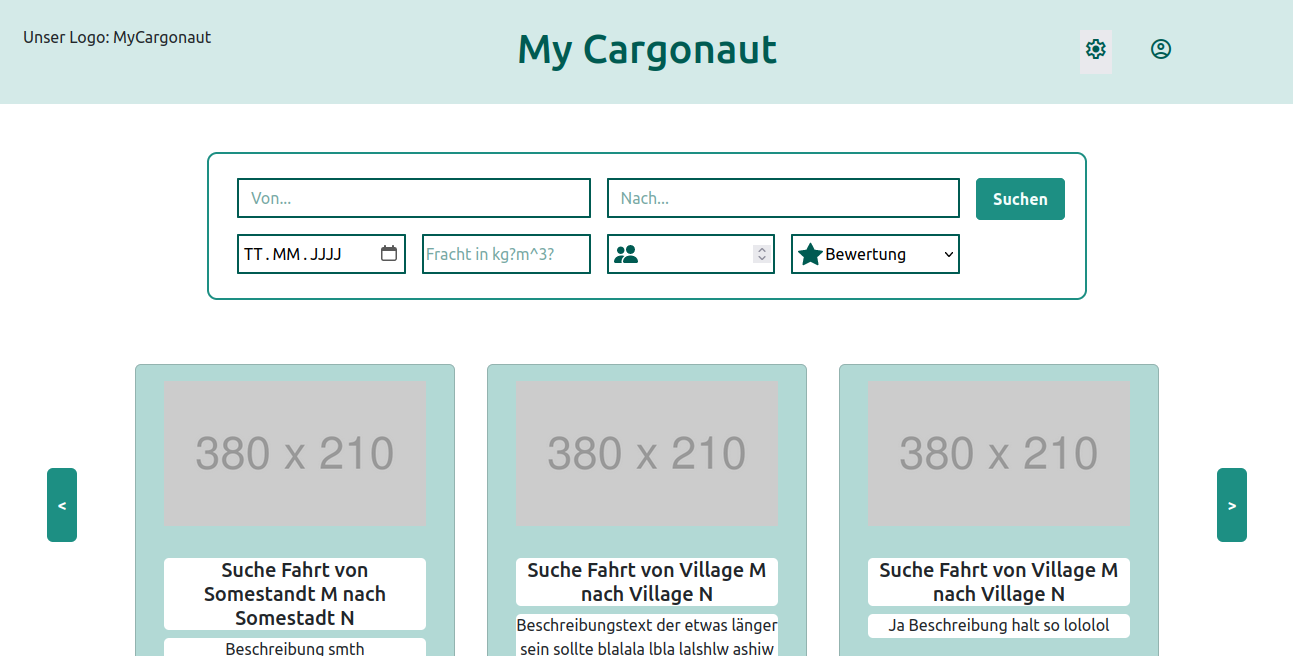 Unser Logo: MyCargonaut
My Cargonaut
Von...
Nach...
Suchen
TT.MM.JJJJ
Fracht in kg?m^3?
Bewertung
380 x 210
380 x 210
380 x 210
<
>
Suche Fahrt von
Somestandt M nach
Somestadt N
Beschreibung smth
Suche Fahrt von Village M
nach Village N
Beschreibungstext der etwas länger
sein sollte blalala lbla lalshlw ashiw
Suche Fahrt von Village M
nach Village N
Ja Beschreibung halt so lololol